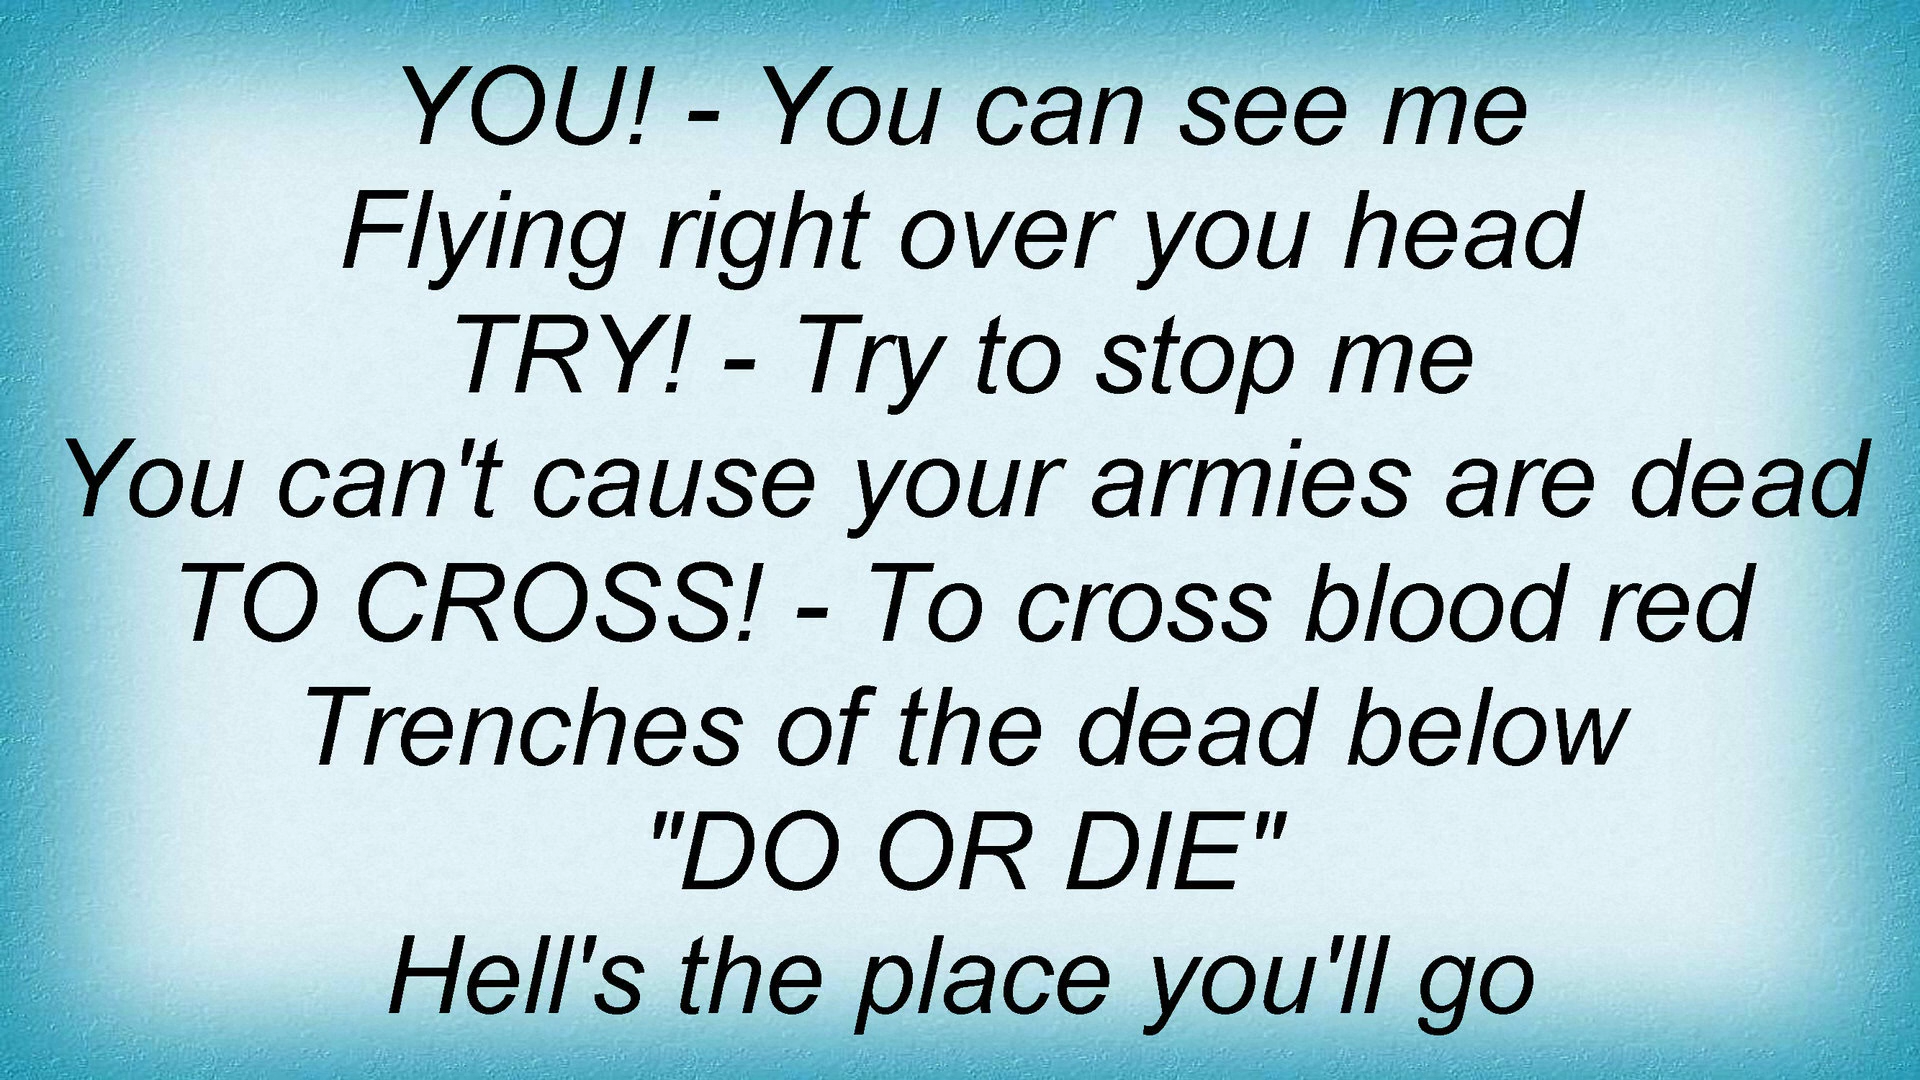 YOU! - You can see me
Flying right over you head
TRY! - Try to stop me
You can't cause your armies are dead
TO CROSS! - To cross blood red
Trenches of the dead below
"DO OR DIE"
Hell's the place you'll go